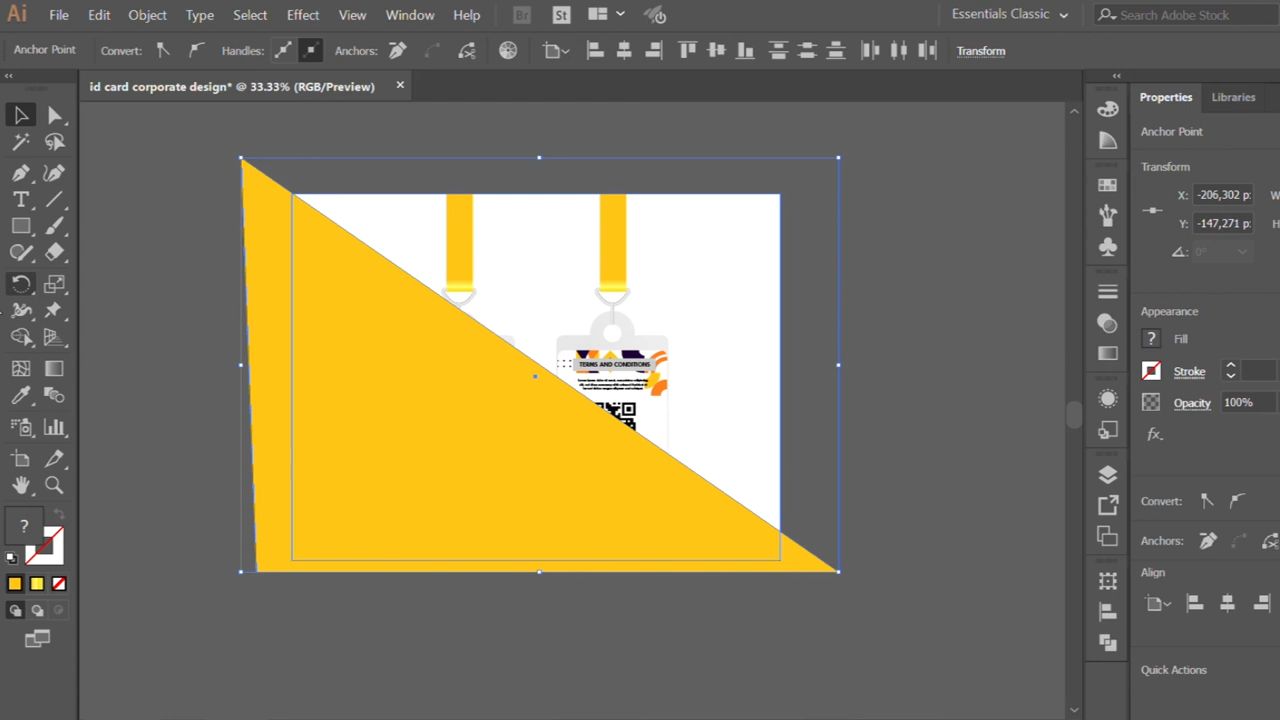 Ai File Edit Object Type Select Effect View Window Help Br St Essentials Classic Search Adobe Stock
Anchor Point Convert: Handles: Anchors: Transform
id card corporate design* @ 33.33% (RGB/Preview) ×
Properties Libraries
Anchor Point
Transform
X: -206,302 p: W
Y: -147,271 p: H
0°
Appearance
? Fill
Stroke
Opacity 100%
fx.
Convert:
Anchors:
Align
Quick Actions
T
?
TERMS AND CONDITIONS